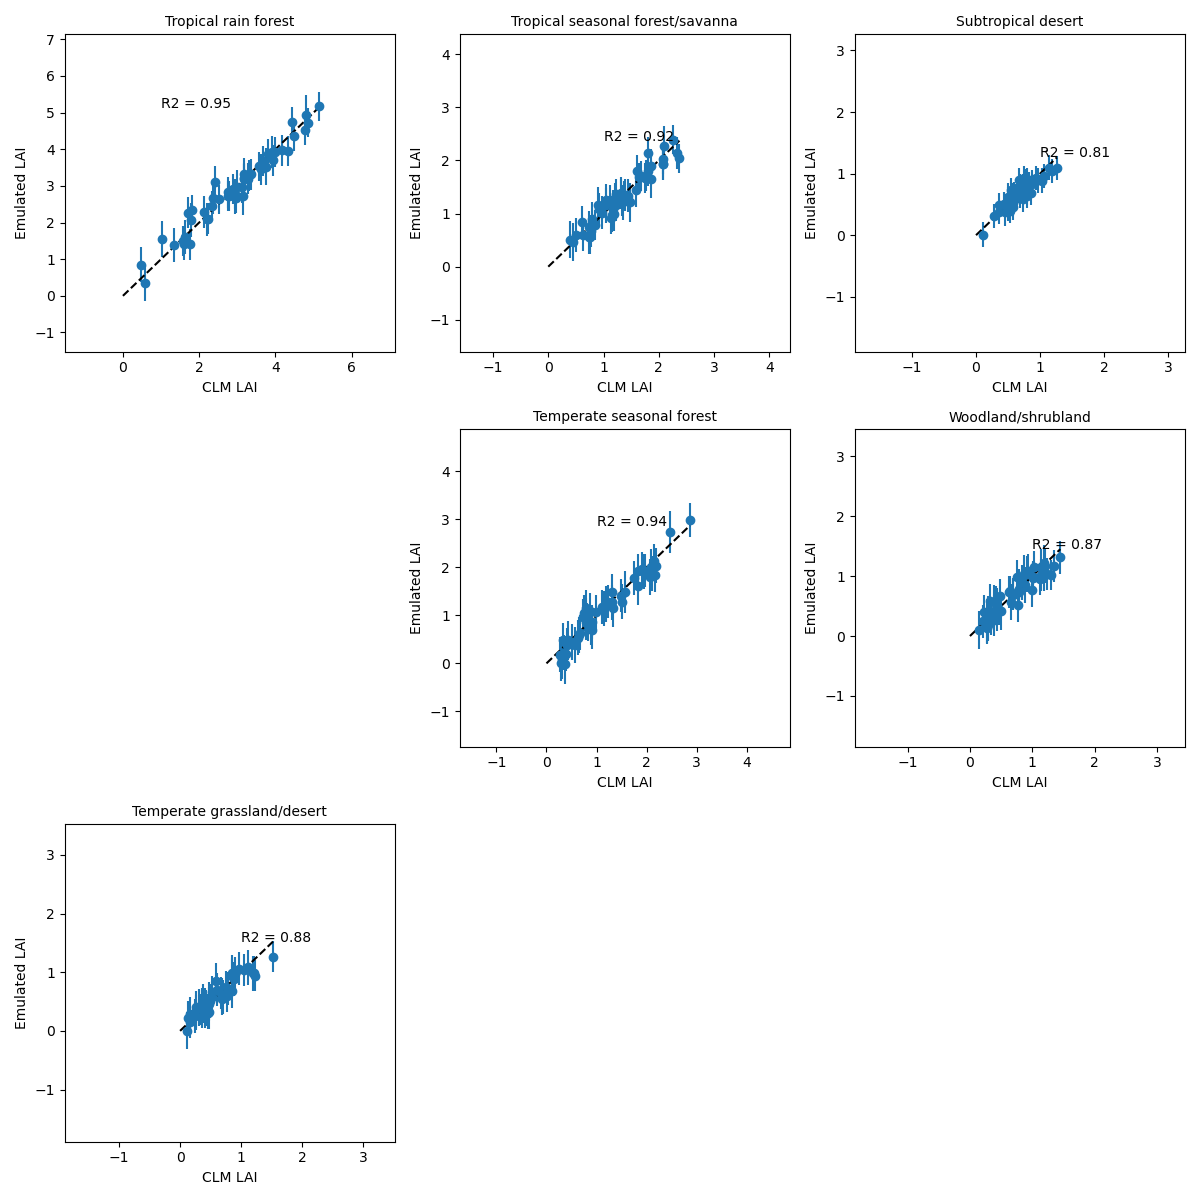 Tropical rain forest
7
6
5
4
3
2
1
0
−1
R2 = 0.95
0
2
4
6
CLM LAI
Emulated LAI
Tropical seasonal forest/savanna
4
3
2
1
0
−1
R2 = 0.92
−1
0
1
2
3
4
CLM LAI
Emulated LAI
Subtropical desert
3
2
1
0
−1
R2 = 0.81
−1
0
1
2
3
CLM LAI
Emulated LAI
Temperate seasonal forest
4
3
2
1
0
−1
R2 = 0.94
−1
0
1
2
3
4
CLM LAI
Emulated LAI
Woodland/shrubland
3
2
1
0
−1
R2 = 0.87
−1
0
1
2
3
CLM LAI
Emulated LAI
Temperate grassland/desert
3
2
1
0
−1
R2 = 0.88
−1
0
1
2
3
CLM LAI
Emulated LAI